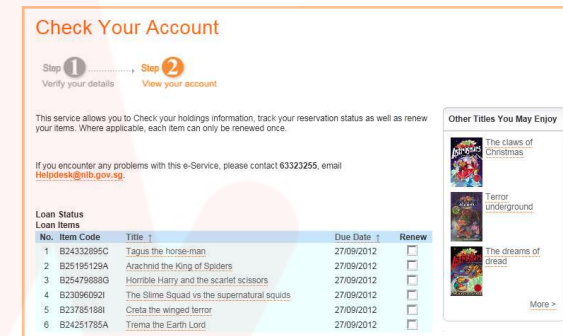 Check Your Account
Step 1 Step 2
Verify your details View your account
This service allows you to Check your holdings information, track your reservation status as well as renew
your items. Where applicable, each item can only be renewed once.
If you encounter any problems with this e-Service, please contact 63323255, email
Helpdesk@nlb.gov.sg.
Loan Status
Loan Items
No. Item Code Title ↑ Due Date ↑ Renew
1 B24332895C Tagus the horse-man 27/09/2012
2 B25195129A Arachnid the King of Spiders 27/09/2012
3 B25479888G Horrible Harry and the scarlet scissors 27/09/2012
4 B23096092I The Slime Squad vs the supernatural squids 27/09/2012
5 B23785188I Creta the winged terror 27/09/2012
6 B24251785A Trema the Earth Lord 27/09/2012
Other Titles You May Enjoy
The claws of
Christmas
Terror
underground
The dreams of
dread
More >